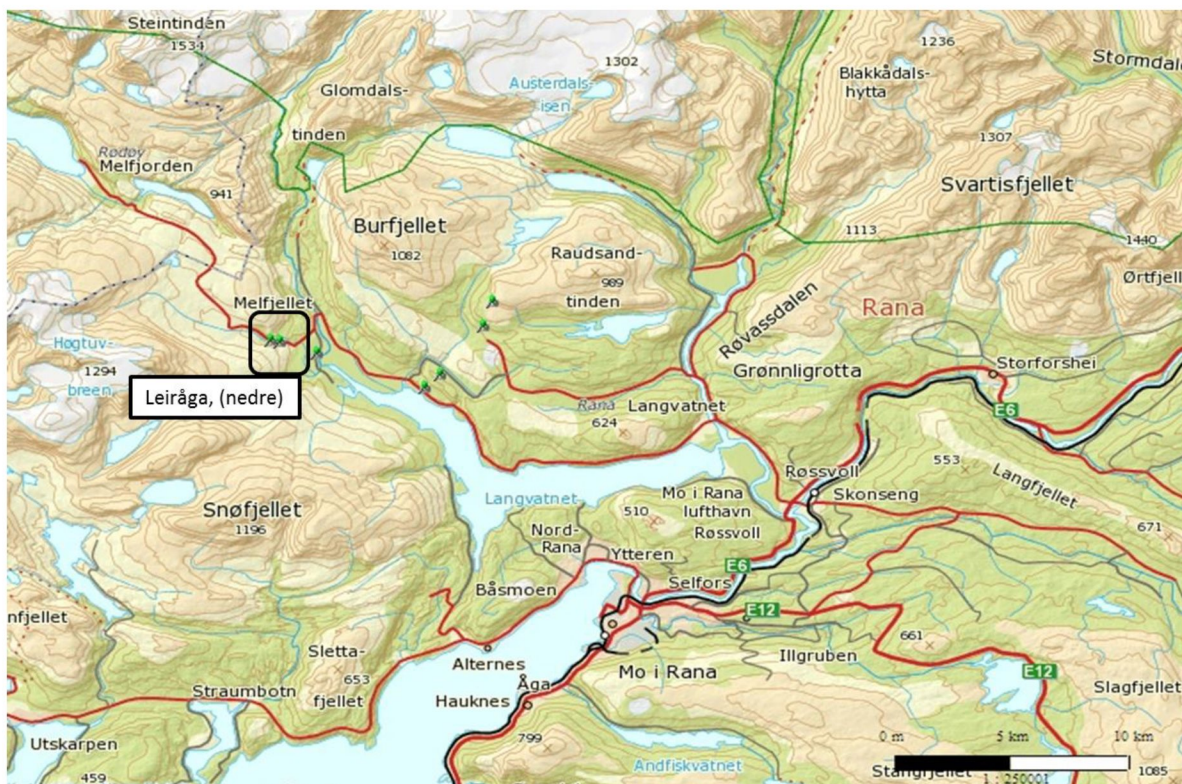 Steintinden
1534
Glomdals-
tinden
Austerdals-
isen
1302
1236
Blakkådals-
hytta
Stormdal
1307
Rødøy
Melfjorden
941
Burfjellet
1082
Raudsand-
989
tinden
Svartisfjellet
1113
1440
Ørtfjell
Melfjellet
Høgtuv-
1294
breen
Leiråga, (nedre)
Røvassdalen
Rana
Grønnligrotta
Storforshei
E6
Rana
624
Langvatnet
Snøfjellet
1196
Langvatnet
Nord-
Rana
Mo i Rana
lufthavn
Røssvoll
510
Røssvoll
Skonseng
553
Langfjellet
671
Ytteren
E6
Selfors
Båsmoen
E12
nfjellet
Sletta-
653
fjellet
Alternes
Åga
Mo i Rana
Illgruben
661
E12
Straumbotn
Hauknes
Slagfjellet
Utskarpen
459
799
Andfiskvatnet
0 m
5 km
10 km
Stangfjellet
1 : 250001
1085